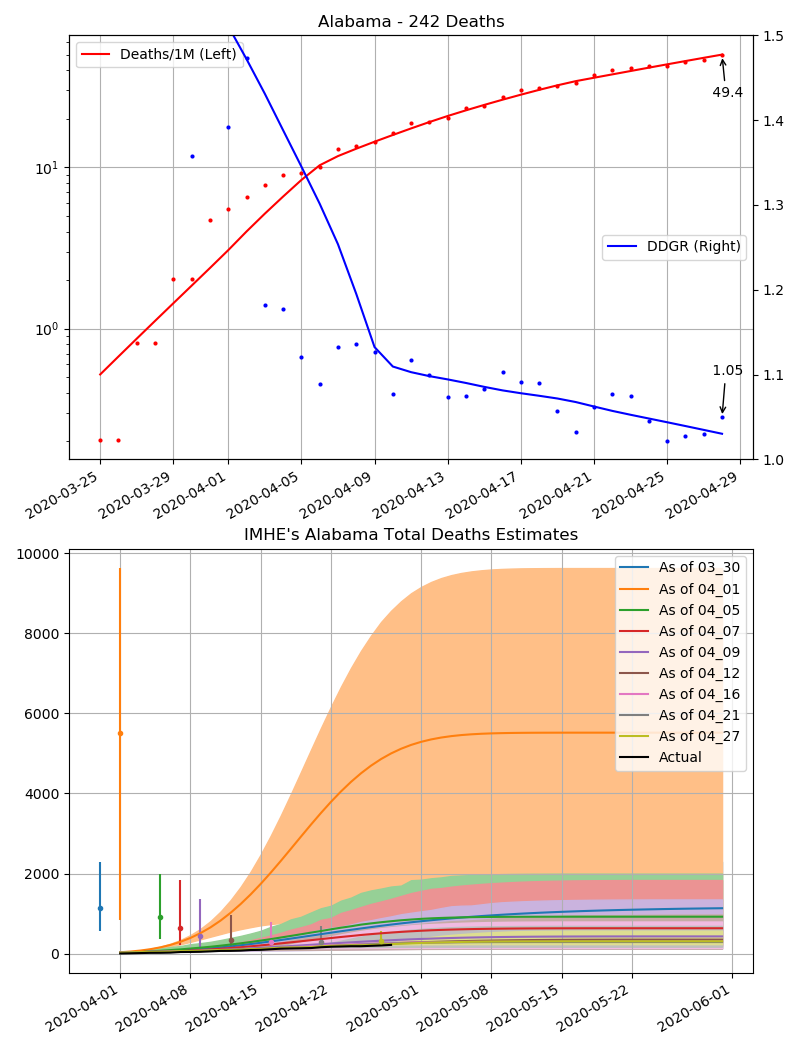 Alabama - 242 Deaths
Deaths/1M (Left)
DDGR (Right)
49.4
1.05
10¹
10⁰
1.5
1.4
1.3
1.2
1.1
1.0
2020-03-25
2020-03-29
2020-04-01
2020-04-05
2020-04-09
2020-04-13
2020-04-17
2020-04-21
2020-04-25
2020-04-29
IMHE's Alabama Total Deaths Estimates
10000
8000
6000
4000
2000
0
As of 03_30
As of 04_01
As of 04_05
As of 04_07
As of 04_09
As of 04_12
As of 04_16
As of 04_21
As of 04_27
Actual
2020-04-01
2020-04-08
2020-04-15
2020-04-22
2020-05-01
2020-05-08
2020-05-15
2020-05-22
2020-06-01